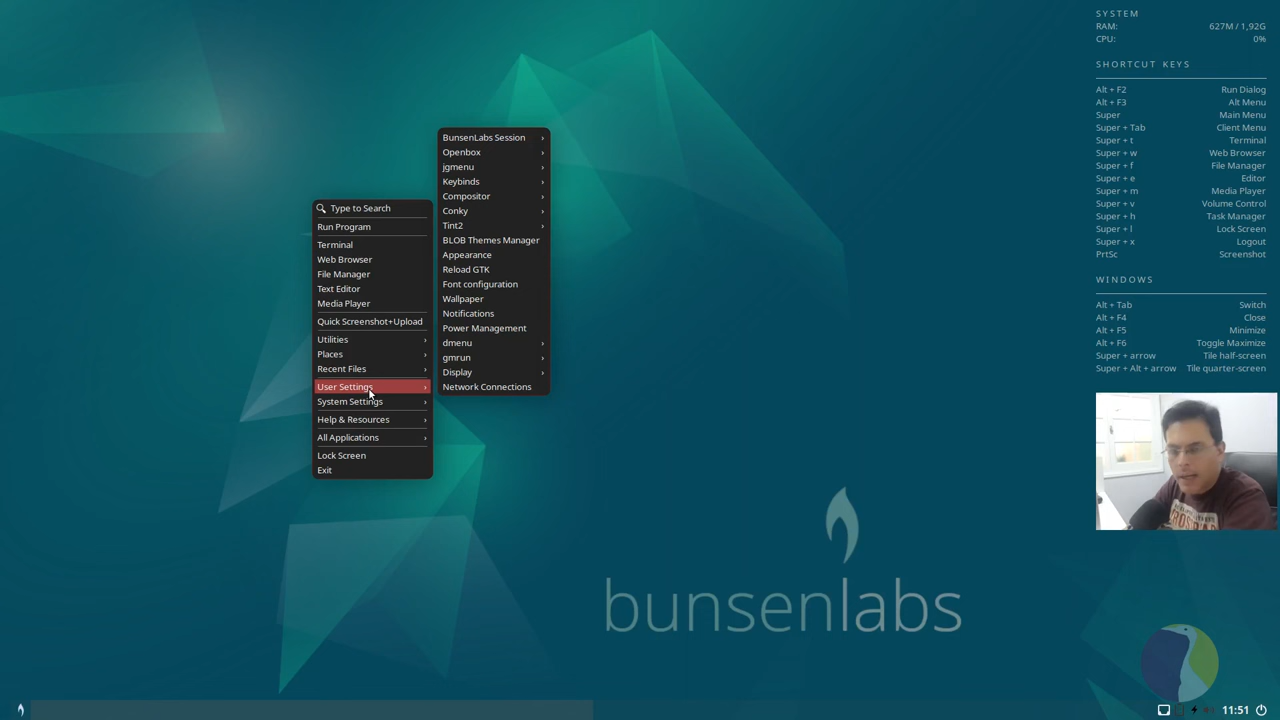 SYSTEM
RAM: 627M / 1,92G
CPU: 0%
SHORTCUT KEYS
Alt + F2 Run Dialog
Alt + F3 Alt Menu
Super Main Menu
Super + Tab Client Menu
Super + t Terminal
Super + w Web Browser
Super + f File Manager
Super + e Editor
Super + m Media Player
Super + v Volume Control
Super + h Task Manager
Super + l Lock Screen
Super + x Logout
PrtSc Screenshot
WINDOWS
Alt + Tab Switch
Alt + F4 Close
Alt + F5 Minimize
Alt + F6 Toggle Maximize
Super + arrow Tile half-screen
Super + Alt + arrow Tile quarter-screen
Type to Search
Run Program
Terminal
Web Browser
File Manager
Text Editor
Media Player
Quick Screenshot+Upload
Utilities ›
Places ›
Recent Files ›
User Settings ›
System Settings ›
Help & Resources ›
All Applications ›
Lock Screen
Exit
BunsenLabs Session ›
Openbox ›
jgmenu ›
Keybinds ›
Compositor ›
Conky ›
Tint2 ›
BLOB Themes Manager
Appearance
Reload GTK
Font configuration
Wallpaper
Notifications
Power Management
dmenu ›
gmrun ›
Display ›
Network Connections
bunsenlabs
11:51